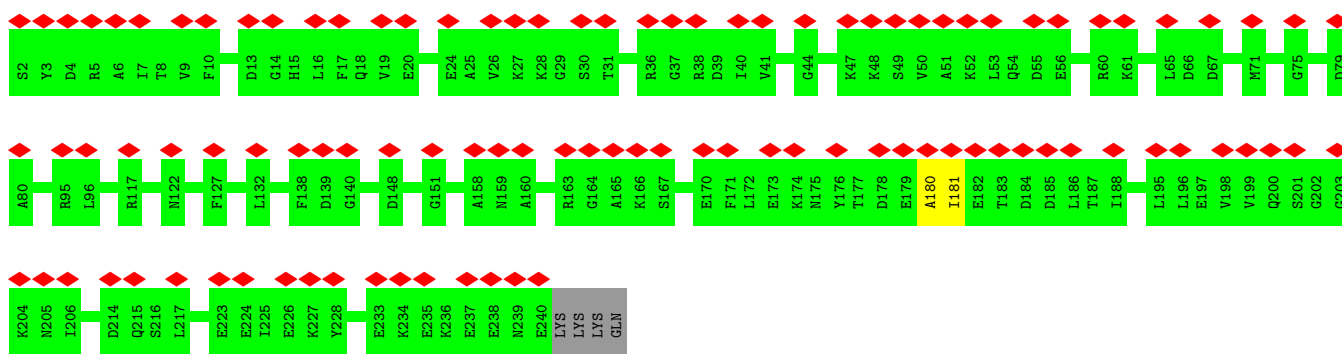 S2 Y3 D4 R5 A6 I7 T8 V9 F10 D13 G14 H15 L16 F17 Q18 V19 E20 E24 A25 V26 K27 K28 G29 S30 T31 R36 G37 R38 D39 I40 V41 G44 K47 K48 S49 V50 A51 K52 L53 Q54 D55 E56 R60 K61 L65 D66 D67 M71 G75 D79
A80 R95 L96 R117 N122 F127 L132 F138 D139 G140 D148 G151 A158 N159 A160 R163 G164 A165 K166 S167 E170 F171 L172 E173 K174 N175 Y176 T177 D178 E179 A180 I181 E182 T183 D184 D185 L186 T187 I188 L195 L196 E197 V198 V199 Q200 S201 G202 G203
K204 N205 I206 D214 Q215 S216 L217 E223 E224 I225 E226 K227 Y228 E233 K234 E235 K236 E237 E238 N239 E240 LYS LYS LYS GLN